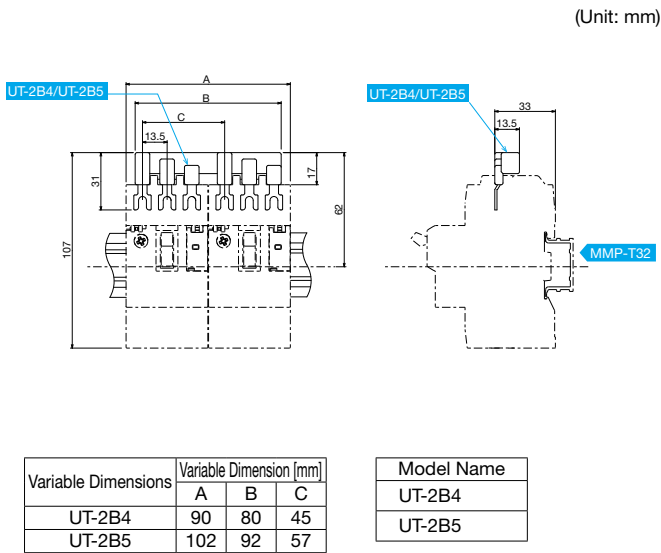 (Unit: mm)
A
UT-2B4/UT-2B5
B
C
13.5
31
17
62
107
UT-2B4/UT-2B5
33
13.5
MMP-T32
Variable Dimensions
Variable Dimension [mm]
A B C
UT-2B4 90 80 45
UT-2B5 102 92 57
Model Name
UT-2B4
UT-2B5